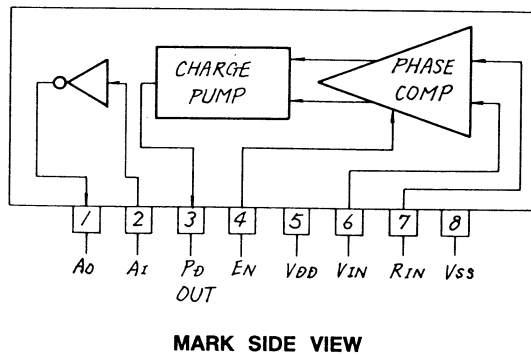 CHARGE
PUMP
PHASE
COMP
1 2 3 4 5 6 7 8
AO AI PD EN VDD VIN RIN VSS
OUT
MARK SIDE VIEW